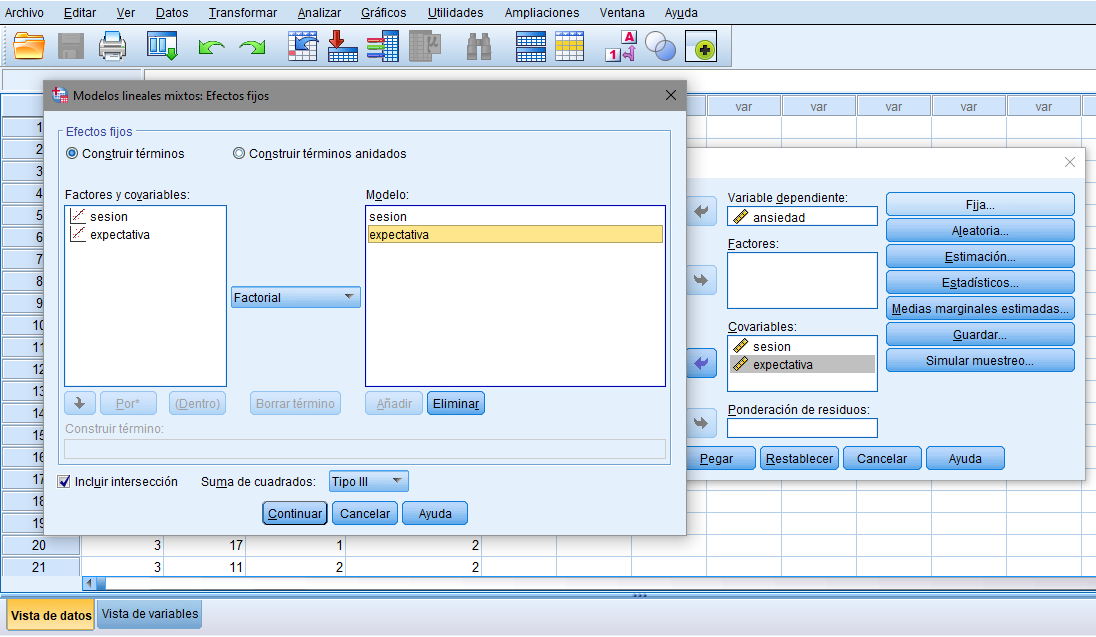 Archivo Editar Ver Datos Transformar Analizar Gráficos Utilidades Ampliaciones Ventana Ayuda
Modelos lineales mixtos: Efectos fijos
var var var var var
Efectos fijos
Construir términos Construir términos anidados
Factores y covariables:
sesion
expectativa
Factorial
Modelo:
sesion
expectativa
Por*
(Dentro)
Borrar término
Añadir
Eliminar
Construir término:
Incluir intersección
Suma de cuadrados:
Tipo III
Continuar
Cancelar
Ayuda
Variable dependiente:
ansiedad
Factores:
Covariables:
sesion
expectativa
Ponderación de residuos:
Fija...
Aleatoria...
Estimación...
Estadísticos...
Medias marginales estimadas...
Guardar...
Simular muestreo...
Pegar
Restablecer
Cancelar
Ayuda
1
2
3
4
5
6
7
8
9
10
11
12
13
14
15
16
17
18
19
20 3 17 1 2
21 3 11 2 2
Vista de datos Vista de variables